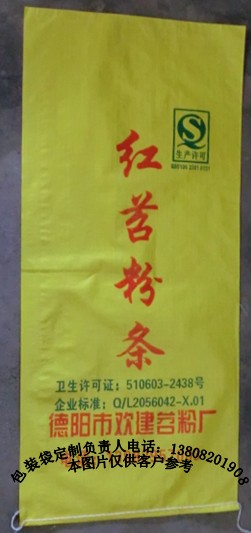 生产许可
红苕粉条
卫生许可证：510603-2438号
企业标准：Q/L2056042-X.01
德阳市欢建苕粉厂
包装袋定制负责人电话：13808201908
本图片仅供客户参考